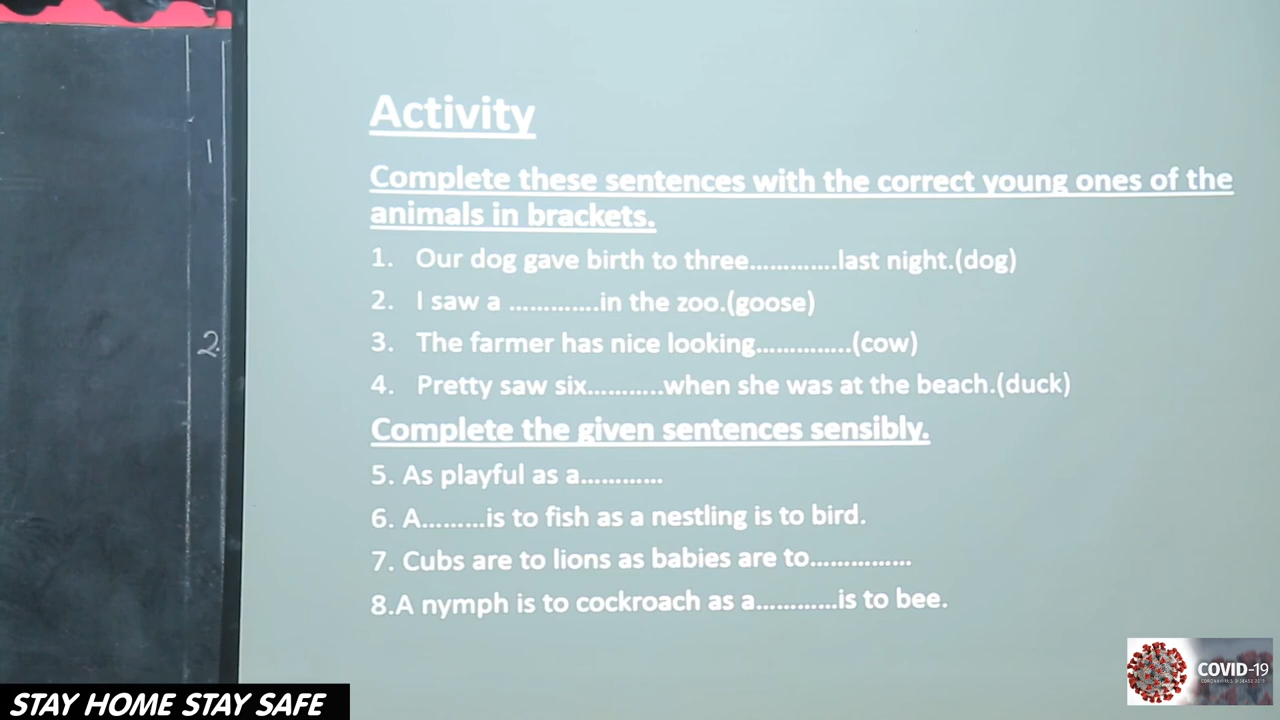 1
2
Activity
Complete these sentences with the correct young ones of the
animals in brackets.
1. Our dog gave birth to three.............last night.(dog)
2. I saw a .............in the zoo.(goose)
3. The farmer has nice looking..............(cow)
4. Pretty saw six...........when she was at the beach.(duck)
Complete the given sentences sensibly.
5. As playful as a............
6. A.........is to fish as a nestling is to bird.
7. Cubs are to lions as babies are to...............
8.A nymph is to cockroach as a............is to bee.
STAY HOME STAY SAFE
COVID-19
CORONAVIRUS DISEASE 2019